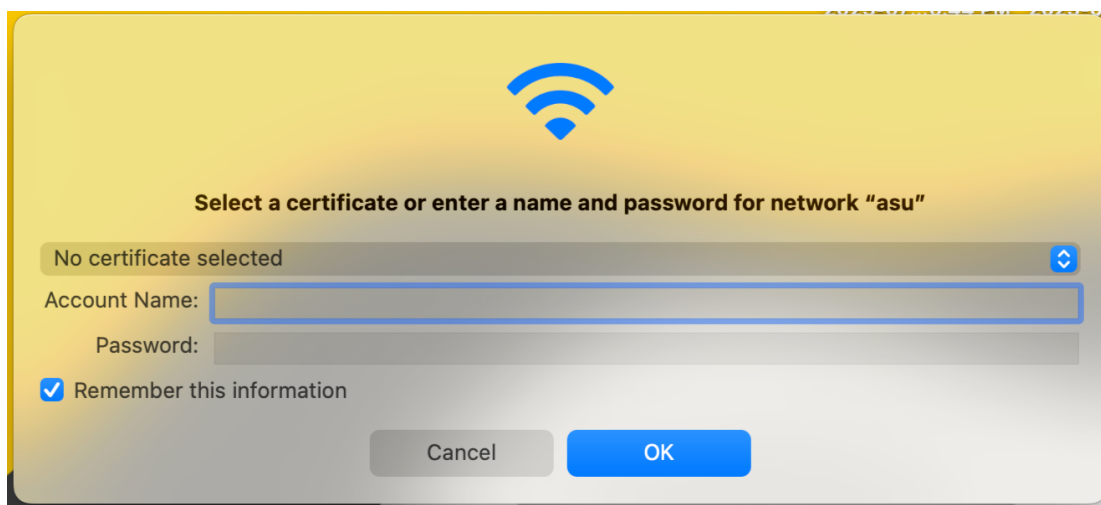 Select a certificate or enter a name and password for network “asu”
No certificate selected
Account Name:
Password:
Remember this information
Cancel OK